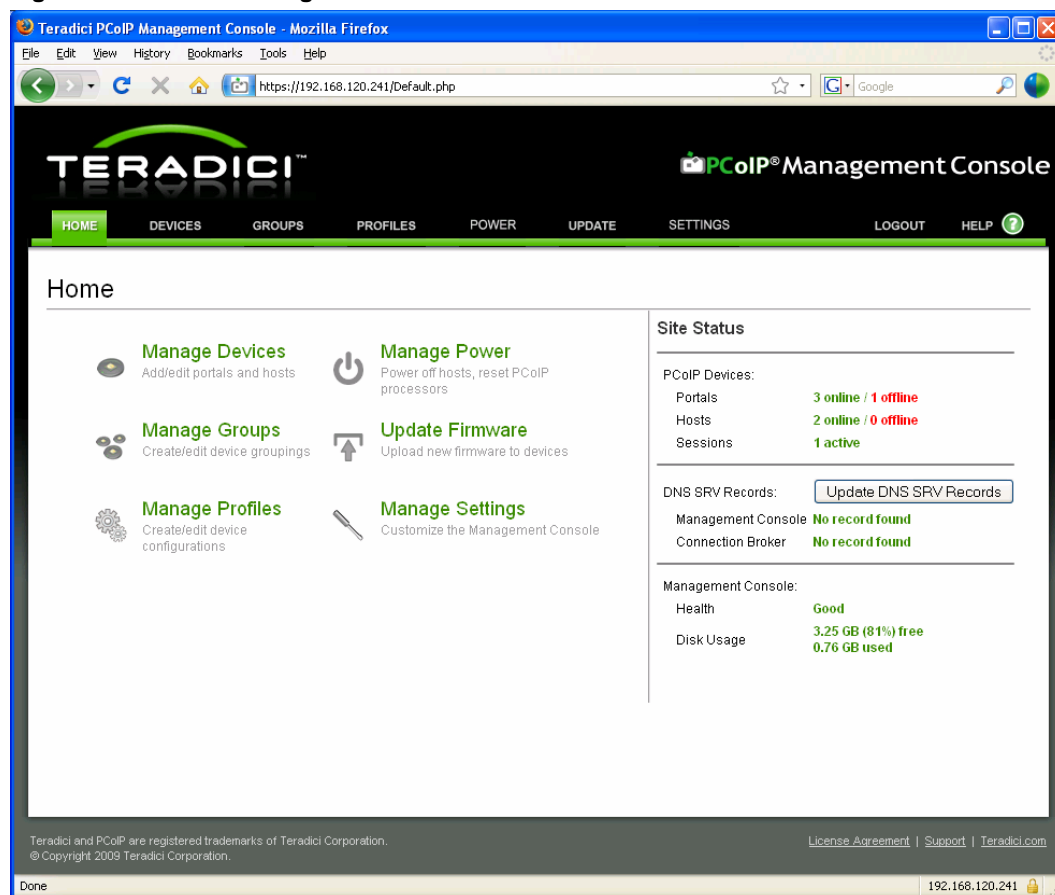 Teradici PCoIP Management Console - Mozilla Firefox
File Edit View History Bookmarks Tools Help
https://192.168.120.241/Default.php
G Google
TERADICI™
PCoIP® Management Console
HOME DEVICES GROUPS PROFILES POWER UPDATE SETTINGS LOGOUT HELP ?
Home
Manage Devices
Add/edit portals and hosts
Manage Power
Power off hosts, reset PCoIP
processors
Manage Groups
Create/edit device groupings
Update Firmware
Upload new firmware to devices
Manage Profiles
Create/edit device
configurations
Manage Settings
Customize the Management Console
Site Status
PCoIP Devices:
Portals 3 online / 1 offline
Hosts 2 online / 0 offline
Sessions 1 active
DNS SRV Records: Update DNS SRV Records
Management Console No record found
Connection Broker No record found
Management Console:
Health Good
Disk Usage 3.25 GB (81%) free
0.76 GB used
Teradici and PCoIP are registered trademarks of Teradici Corporation.
© Copyright 2009 Teradici Corporation.
License Agreement | Support | Teradici.com
Done 192.168.120.241